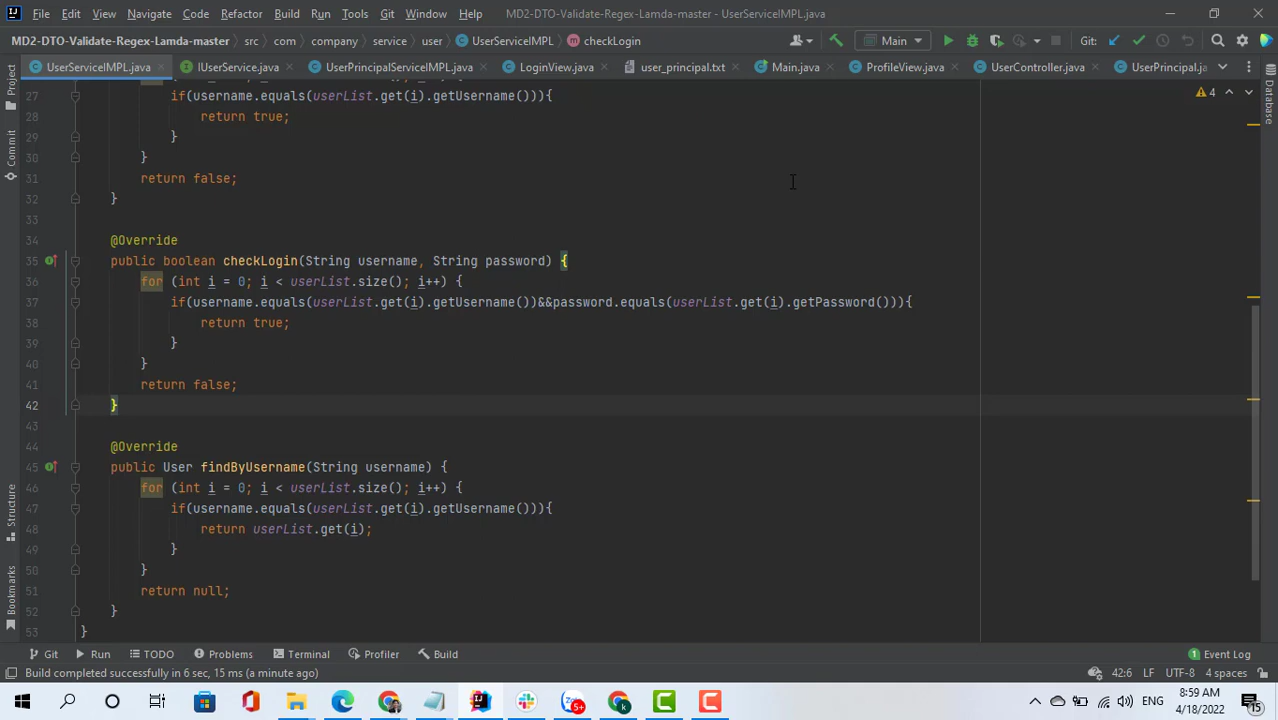 File Edit View Navigate Code Refactor Build Run Tools Git Window Help MD2-DTO-Validate-Regex-Lamda-master - UserServiceIMPL.java
MD2-DTO-Validate-Regex-Lamda-master src com company service user UserServiceIMPL checkLogin Main Git:
UserServiceIMPL.java IUserService.java UserPrincipalServiceIMPL.java LoginView.java user_principal.txt Main.java ProfileView.java UserController.java UserPrincipal.ja
Project
Commit
Structure
Bookmarks
Database
4
27 if(username.equals(userList.get(i).getUsername())){
28 return true;
29 }
30 }
31 return false;
32 }
33
34 @Override
35 public boolean checkLogin(String username, String password) {
36 for (int i = 0; i < userList.size(); i++) {
37 if(username.equals(userList.get(i).getUsername())&&password.equals(userList.get(i).getPassword())){
38 return true;
39 }
40 }
41 return false;
42 }
43
44 @Override
45 public User findByUsername(String username) {
46 for (int i = 0; i < userList.size(); i++) {
47 if(username.equals(userList.get(i).getUsername())){
48 return userList.get(i);
49 }
50 }
51 return null;
52 }
53 }
Git Run TODO Problems Terminal Profiler Build 1 Event Log
Build completed successfully in 6 sec, 15 ms (a minute ago) 42:6 LF UTF-8 4 spaces
5+ k ENG 8:59 AM
4/18/2022 15